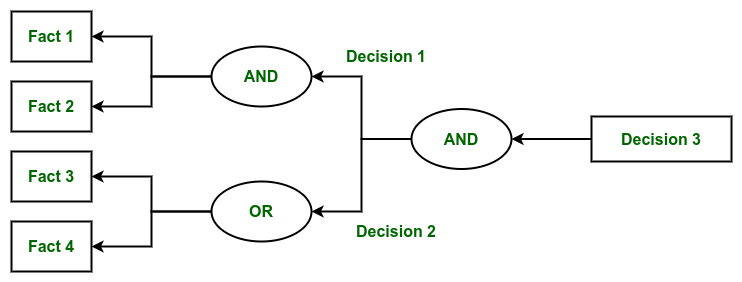 Fact 1
Fact 2
Fact 3
Fact 4
AND
OR
Decision 1
Decision 2
AND
Decision 3